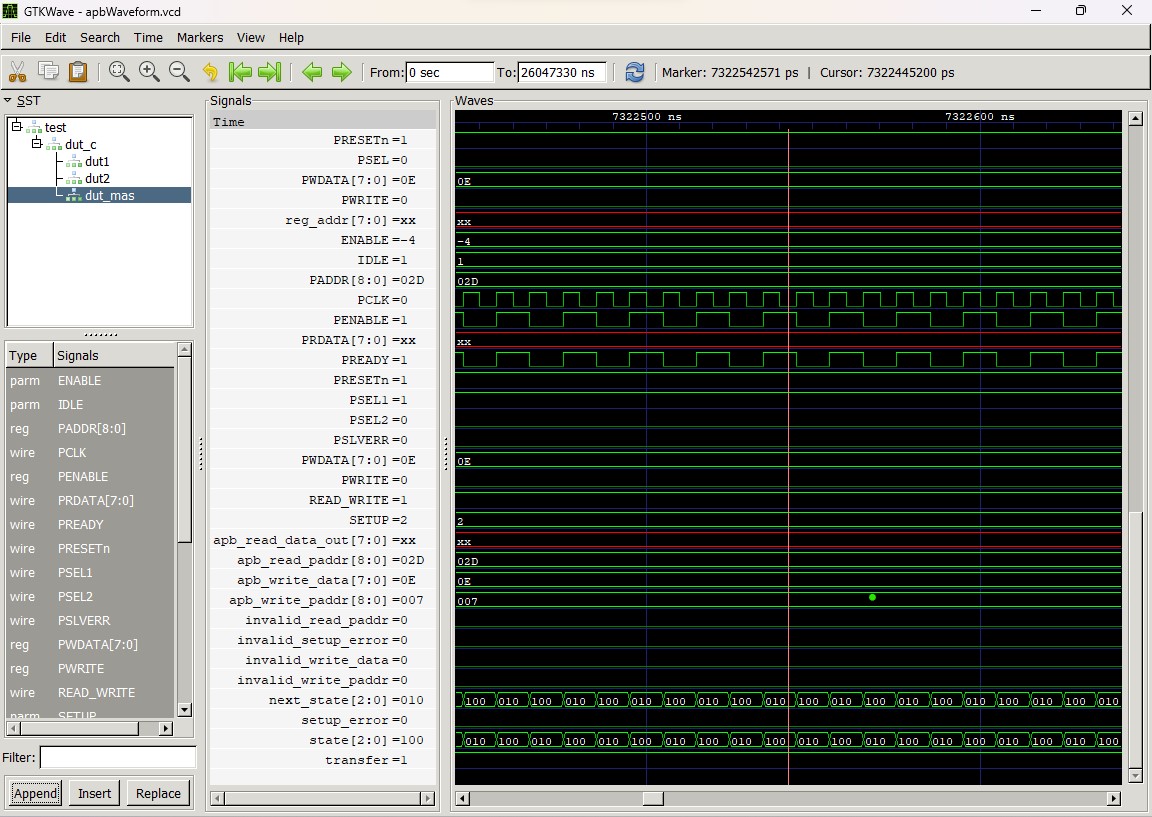 GTKWave - apbWaveform.vcd
File Edit Search Time Markers View Help
From: 0 sec To: 26047330 ns Marker: 7322542571 ps | Cursor: 7322445200 ps
SST
test
dut_c
dut1
dut2
dut_mas
Type Signals
parm ENABLE
parm IDLE
reg PADDR[8:0]
wire PCLK
reg PENABLE
wire PRDATA[7:0]
wire PREADY
wire PRESETn
wire PSEL1
wire PSEL2
wire PSLVERR
reg PWDATA[7:0]
reg PWRITE
wire READ_WRITE
parm SETUP
Filter:
Append Insert Replace
Signals
Time
PRESETn=1
PSEL=0
PWDATA[7:0]=0E
PWRITE=0
reg_addr[7:0]=xx
ENABLE=-4
IDLE=1
PADDR[8:0]=02D
PCLK=0
PENABLE=1
PRDATA[7:0]=xx
PREADY=1
PRESETn=1
PSEL1=1
PSEL2=0
PSLVERR=0
PWDATA[7:0]=0E
PWRITE=0
READ_WRITE=1
SETUP=2
apb_read_data_out[7:0]=xx
apb_read_paddr[8:0]=02D
apb_write_data[7:0]=0E
apb_write_paddr[8:0]=007
invalid_read_paddr=0
invalid_setup_error=0
invalid_write_data=0
invalid_write_paddr=0
next_state[2:0]=010
setup_error=0
state[2:0]=100
transfer=1
Waves
7322500 ns 7322600 ns
0E
xx
-4
1
02D
xx
0E
2
xx
02D
0E
007
100 010 100 010 100 010 100 010 100 010 100 010 100 010 100 010 100 010 100 010
010 100 010 100 010 100 010 100 010 100 010 100 010 100 010 100 010 100 010 100